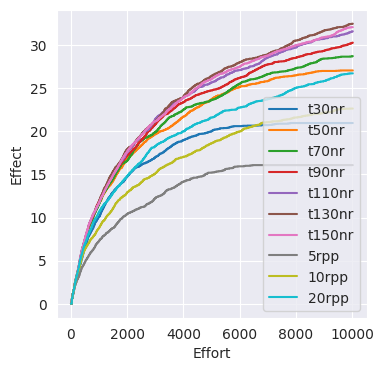 30
25
20
15
10
5
0
Effect
0
2000
4000
6000
8000
10000
Effort
t30nr
t50nr
t70nr
t90nr
t110nr
t130nr
t150nr
5rpp
10rpp
20rpp